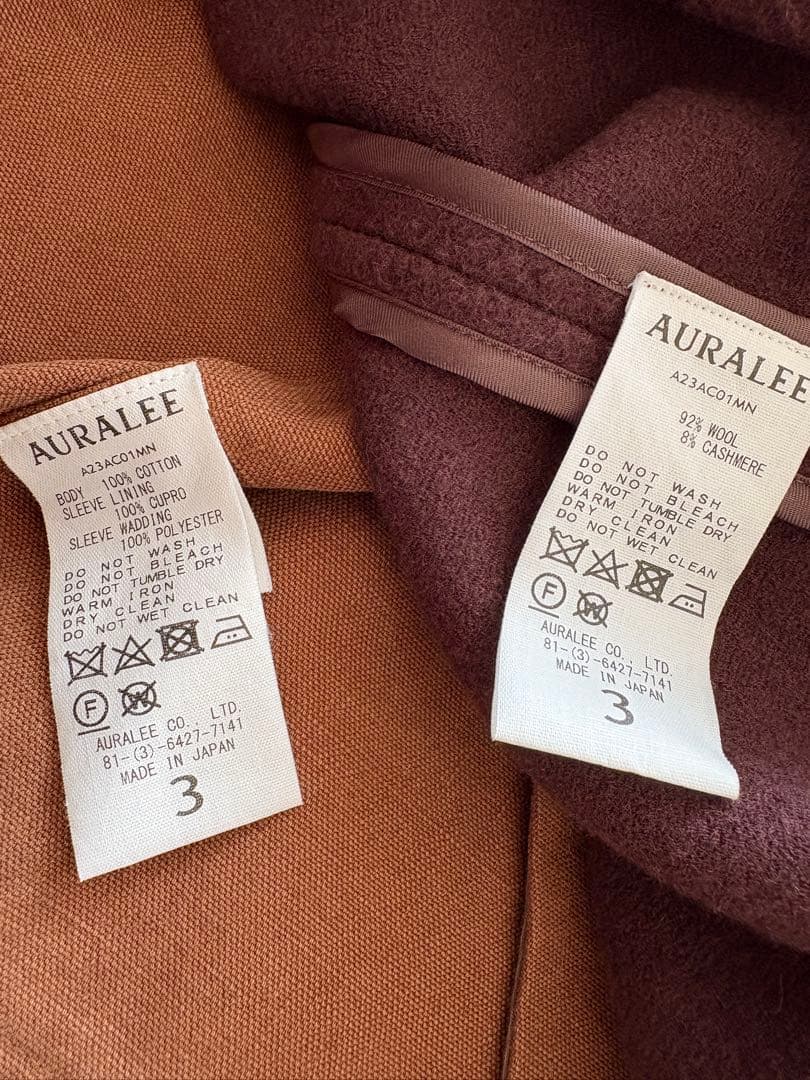 AURALEE
A23AC01MN
BODY 100% COTTON
SLEEVE LINING
100% CUPRO
SLEEVE WADDING
100% POLYESTER
DO NOT WASH
DO NOT BLEACH
DO NOT TUMBLE DRY
WARM IRON
DRY CLEAN
DO NOT WET CLEAN
F
W
AURALEE CO., LTD.
81-(3)-6427-7141
MADE IN JAPAN
3
AURALEE
A23AC01MN
92% WOOL
8% CASHMERE
DO NOT WASH
DO NOT BLEACH
DO NOT TUMBLE DRY
WARM IRON
DRY CLEAN
DO NOT WET CLEAN
F
W
AURALEE CO., LTD.
81-(3)-6427-7141
MADE IN JAPAN
3